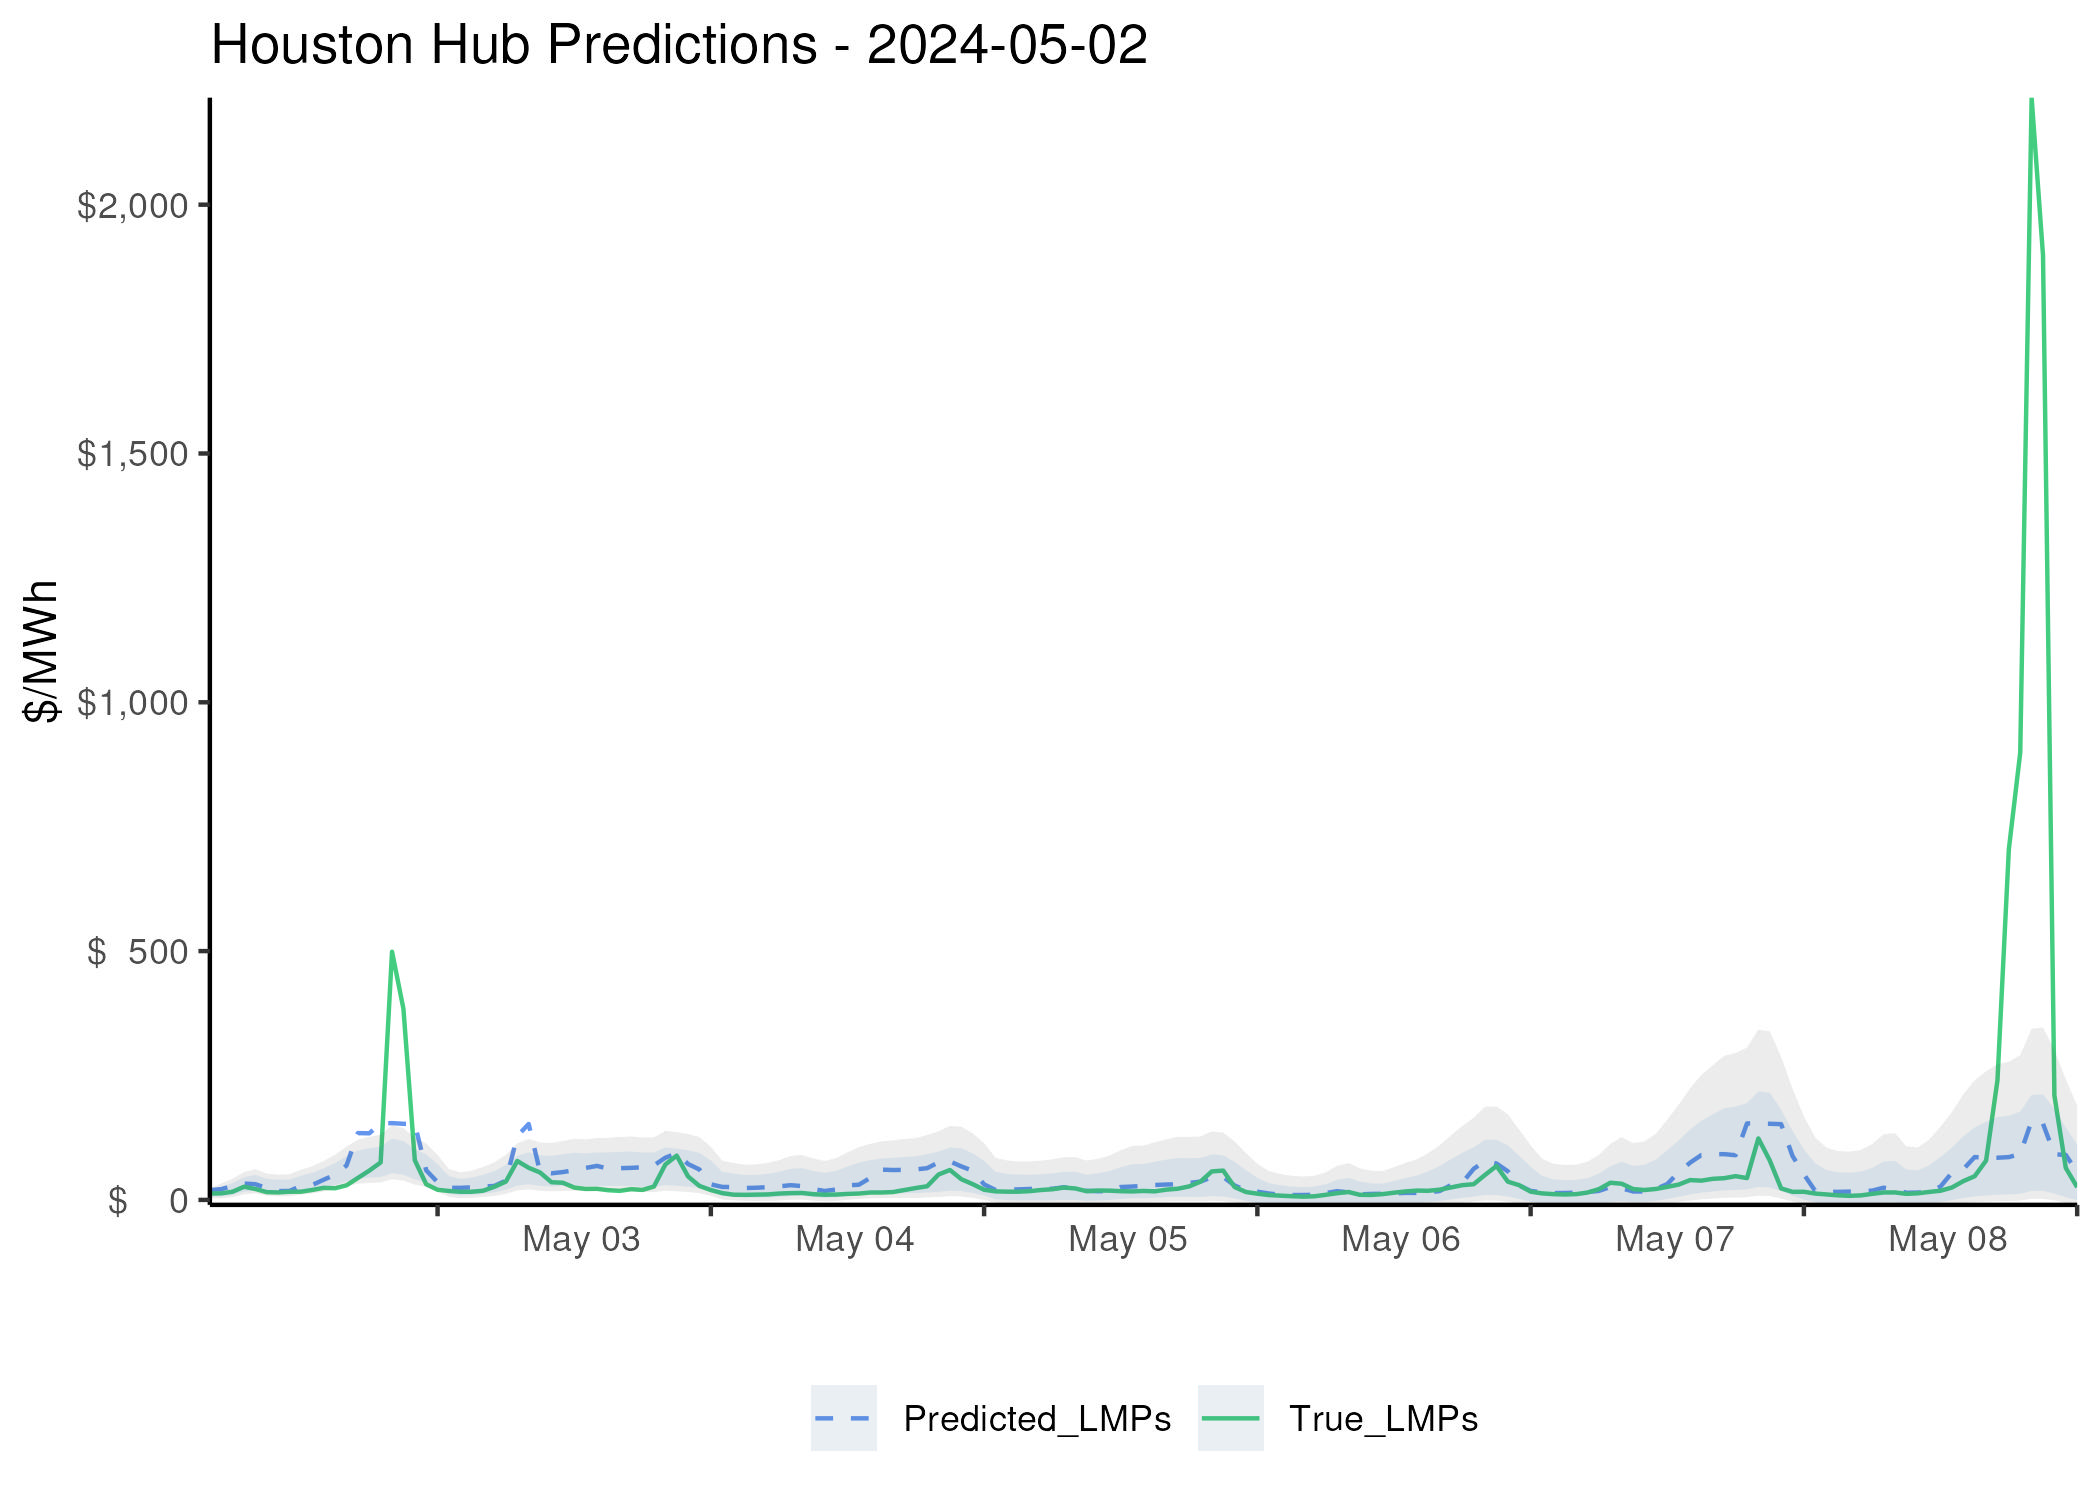 Houston Hub Predictions - 2024-05-02
$/MWh
$2,000
$1,500
$1,000
$  500
$    0
May 03
May 04
May 05
May 06
May 07
May 08
Predicted_LMPs
True_LMPs